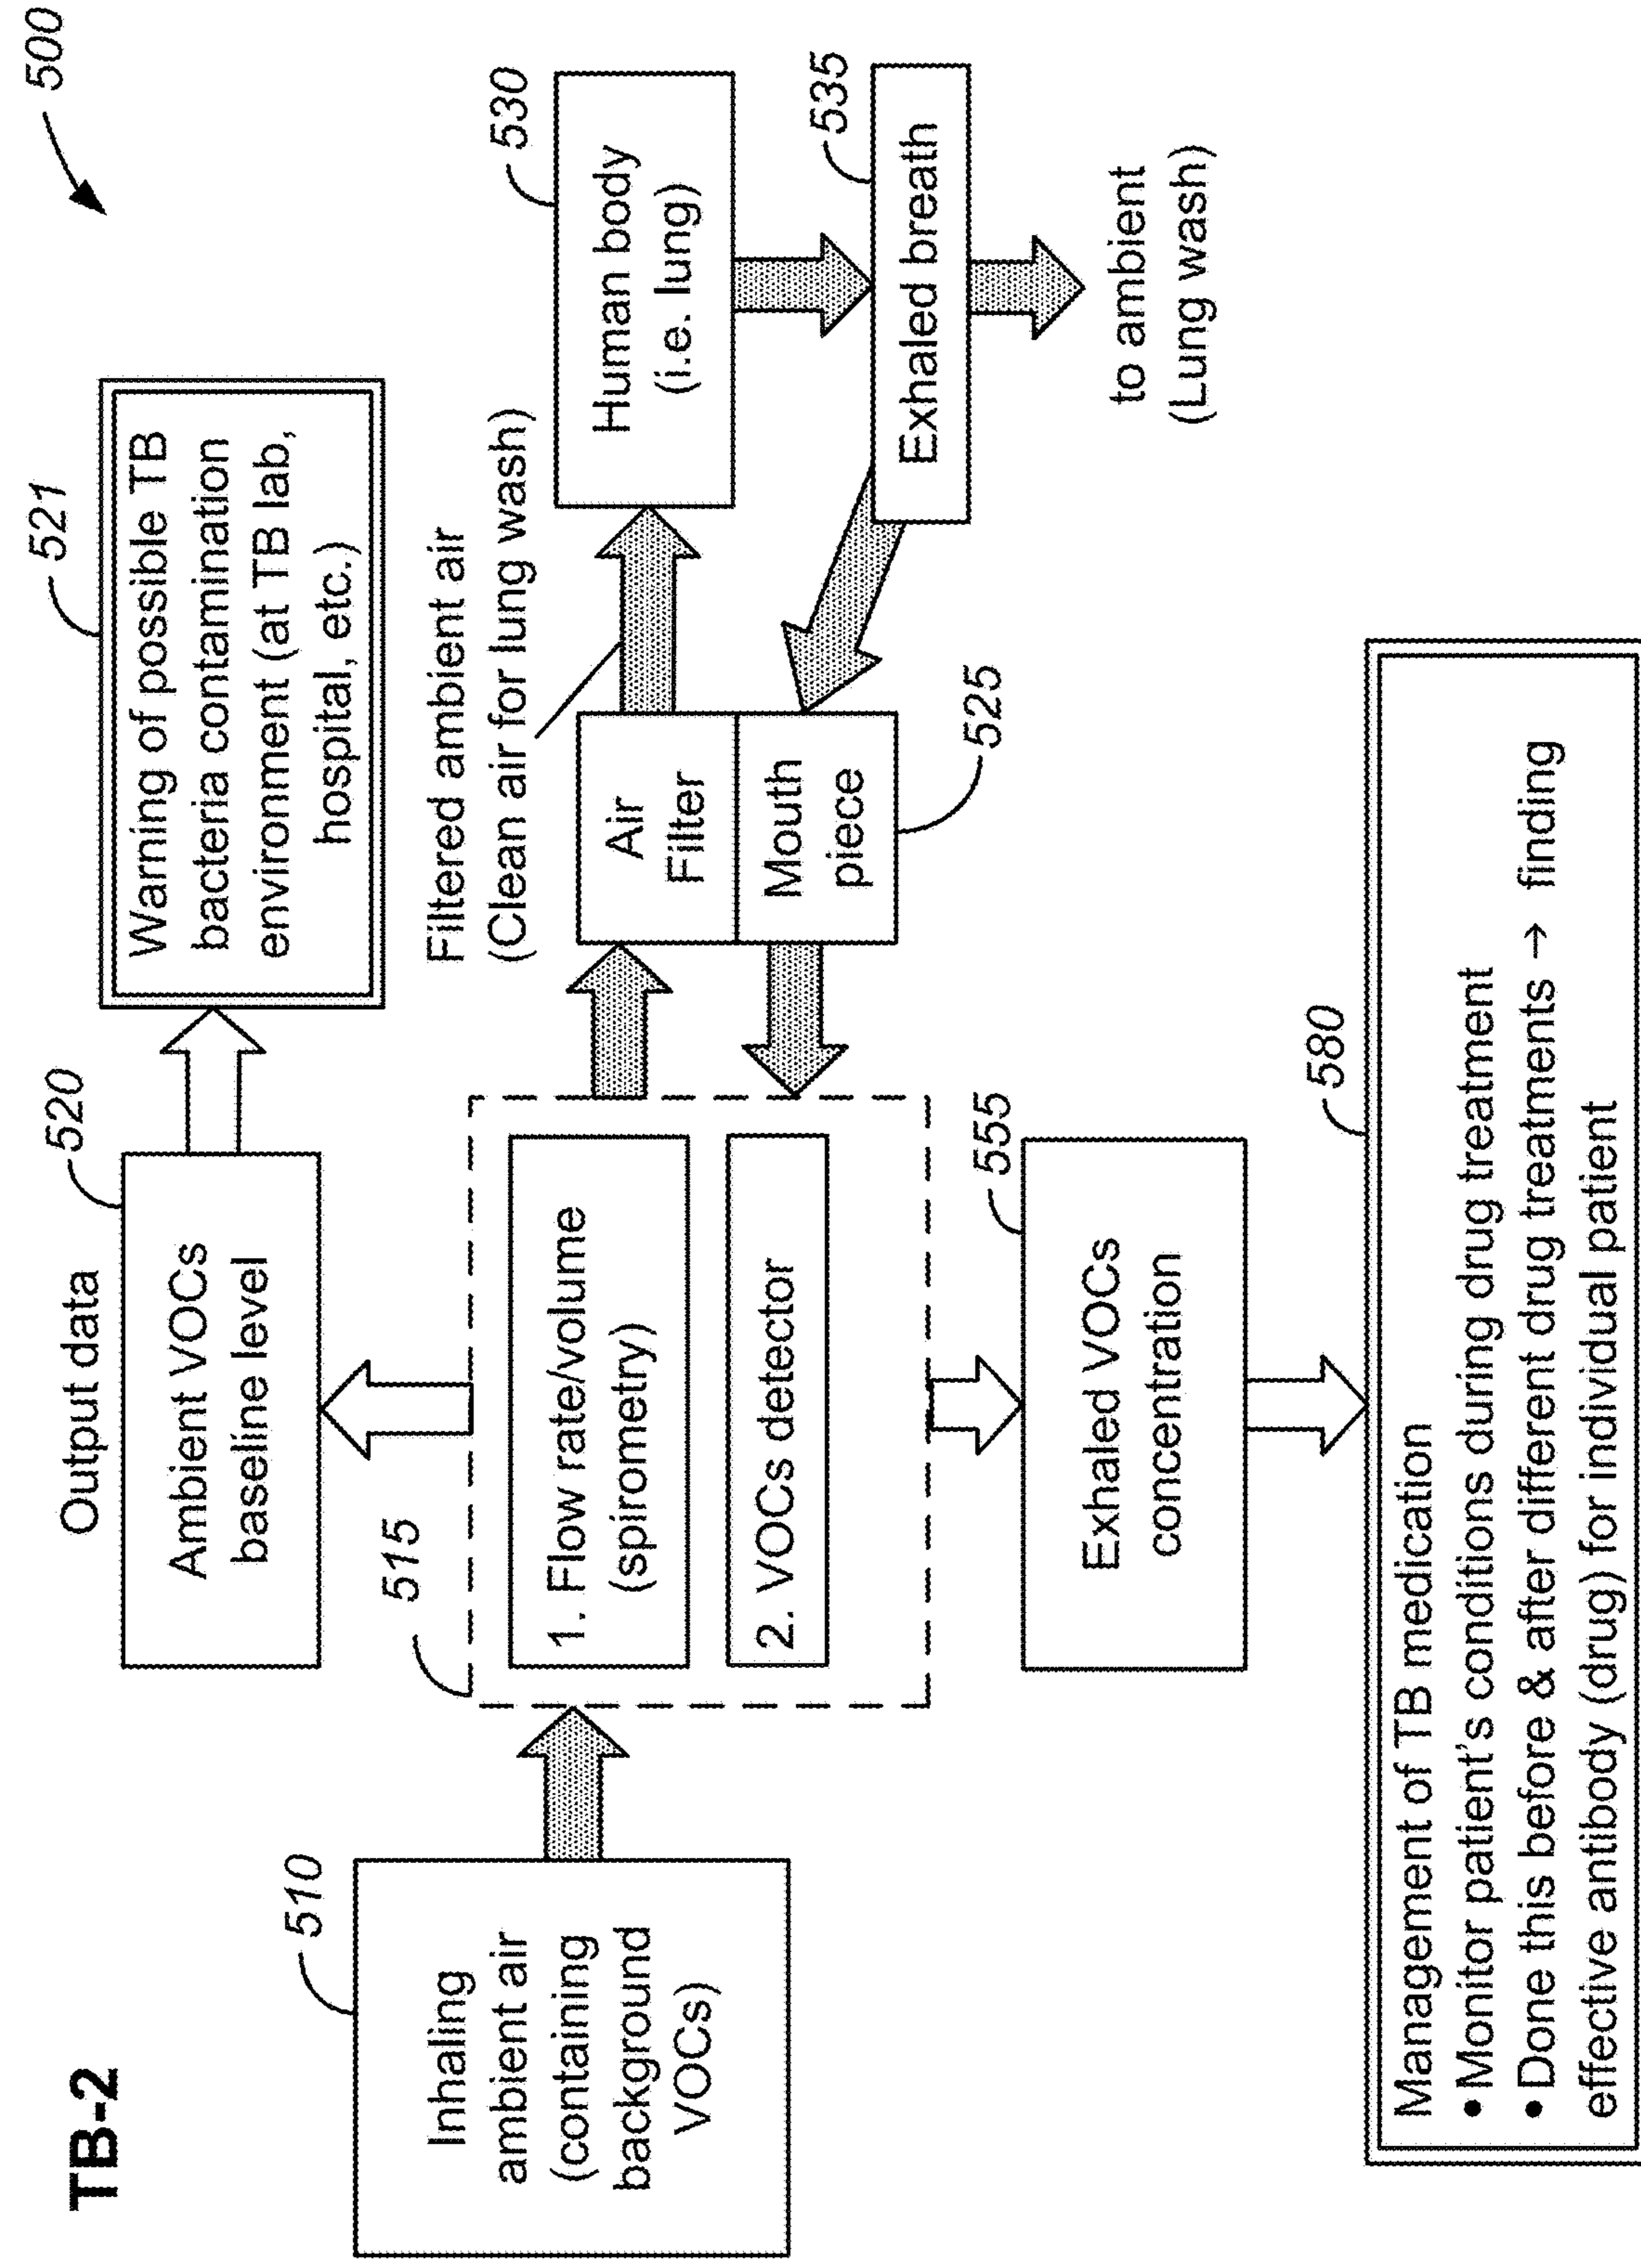 TB-2
500
Output data
510
Inhaling
ambient air
(containing
background
VOCs)
515
1. Flow rate/volume
(spirometry)
2. VOCs detector
520
Ambient VOCs
baseline level
521
Warning of possible TB
bacteria contamination
environment (at TB lab,
hospital, etc.)
Filtered ambient air
(Clean air for lung wash)
Air
Filter
Mouth
piece
525
530
Human body
(i.e. lung)
535
Exhaled breath
to ambient
(Lung wash)
555
Exhaled VOCs
concentration
580
Management of TB medication
• Monitor patient's conditions during drug treatment
• Done this before & after different drug treatments → finding
effective antibody (drug) for individual patient